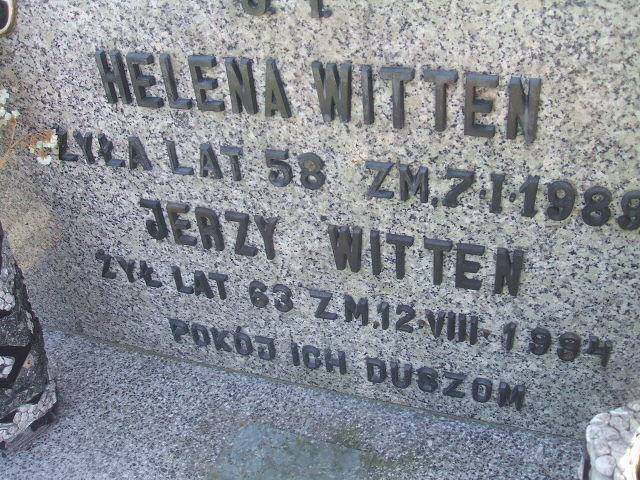 HELENA WITTEN
ŻYŁA LAT 58 ZM. 7·I·1989
JERZY WITTEN
ŻYŁ LAT 63 ZM. 12·VIII·1984
POKÓJ ICH DUSZOM